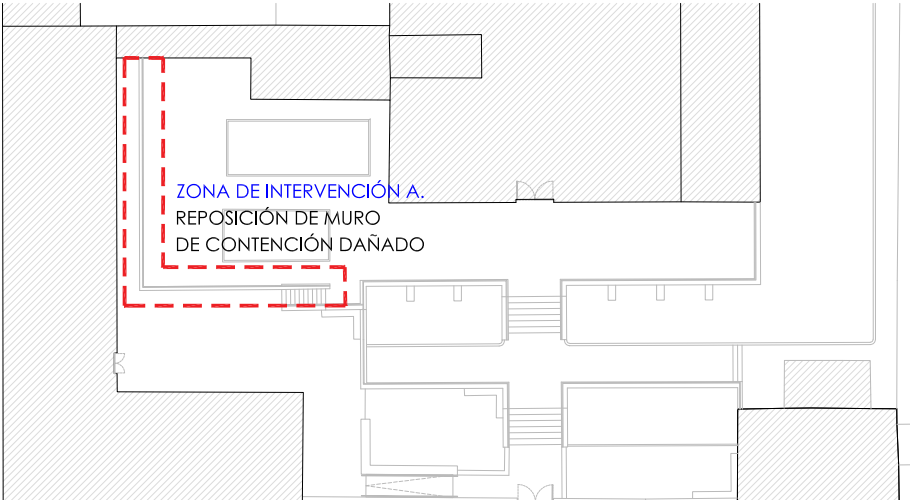 ZONA DE INTERVENCIÓN A.
REPOSICIÓN DE MURO
DE CONTENCIÓN DAÑADO